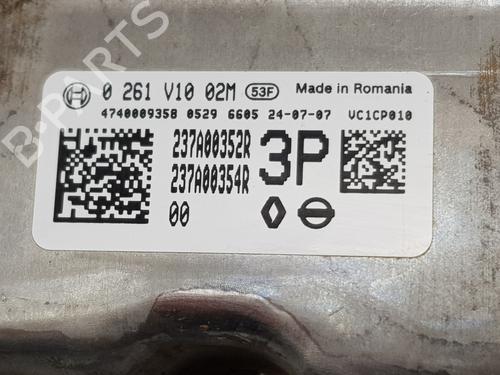 0 261 V10 02M 53F Made in Romania
4740009358 0529 6605 24-07-07 VC1CP010
237A00352R
237A00354R
3P
00
B-PARTS